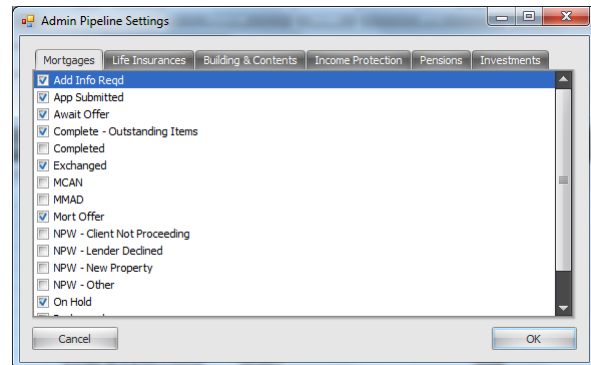 Admin Pipeline Settings
Mortgages Life Insurances Building & Contents Income Protection Pensions Investments
Add Info Reqd
App Submitted
Await Offer
Complete - Outstanding Items
Completed
Exchanged
MCAN
MMAD
Mort Offer
NPW - Client Not Proceeding
NPW - Lender Declined
NPW - New Property
NPW - Other
On Hold
Cancel OK